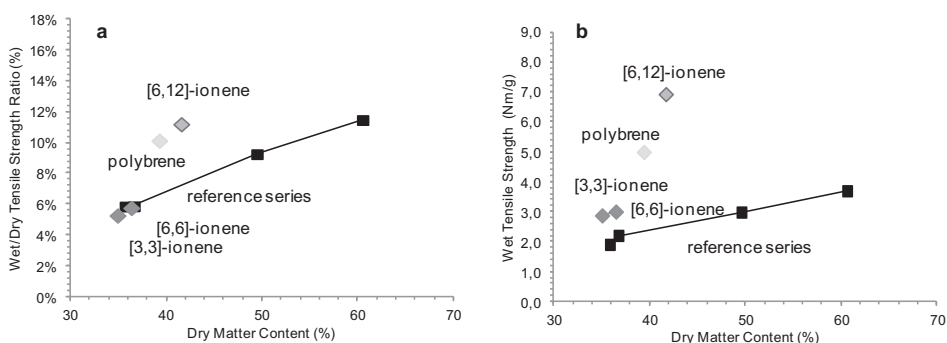 a
18%
16%
14%
12%
10%
8%
6%
4%
2%
0%
Wet/Dry Tensile Strength Ratio (%)
[6,12]-ionene
polybrene
reference series
[6,6]-ionene
[3,3]-ionene
30 40 50 60 70
Dry Matter Content (%)
b
9,0
8,0
7,0
6,0
5,0
4,0
3,0
2,0
1,0
0,0
Wet Tensile Strength (Nm/g)
[6,12]-ionene
polybrene
[3,3]-ionene
[6,6]-ionene
reference series
30 40 50 60 70
Dry Matter Content (%)